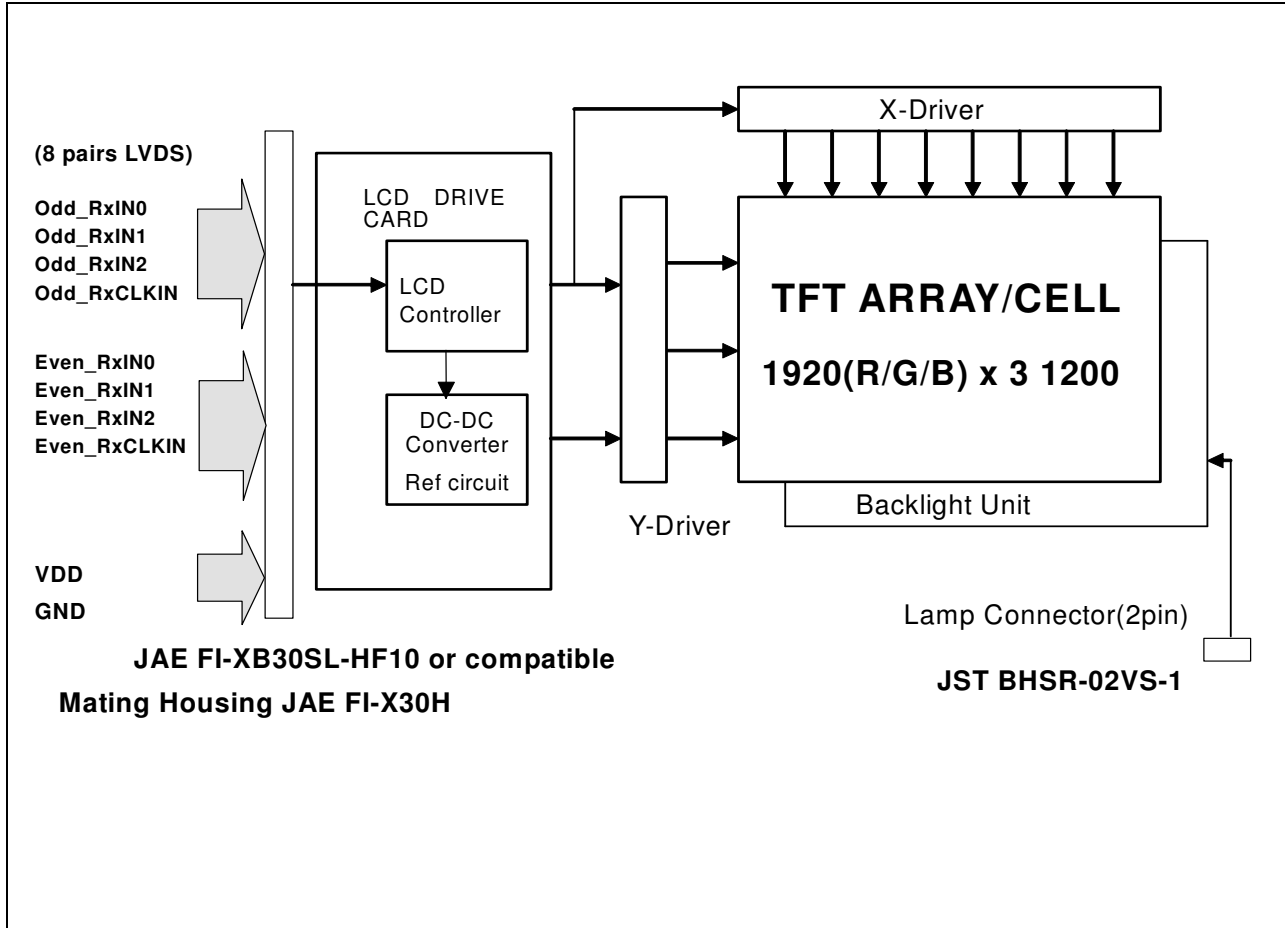 X-Driver
(8 pairs LVDS)
Odd_RxIN0
Odd_RxIN1
Odd_RxIN2
Odd_RxCLKIN
Even_RxIN0
Even_RxIN1
Even_RxIN2
Even_RxCLKIN
VDD
GND
LCD DRIVE
CARD
LCD
Controller
DC-DC
Converter
Ref circuit
Y-Driver
TFT ARRAY/CELL
1920(R/G/B) x 3 1200
Backlight Unit
Lamp Connector(2pin)
JST BHSR-02VS-1
JAE FI-XB30SL-HF10 or compatible
Mating Housing JAE FI-X30H